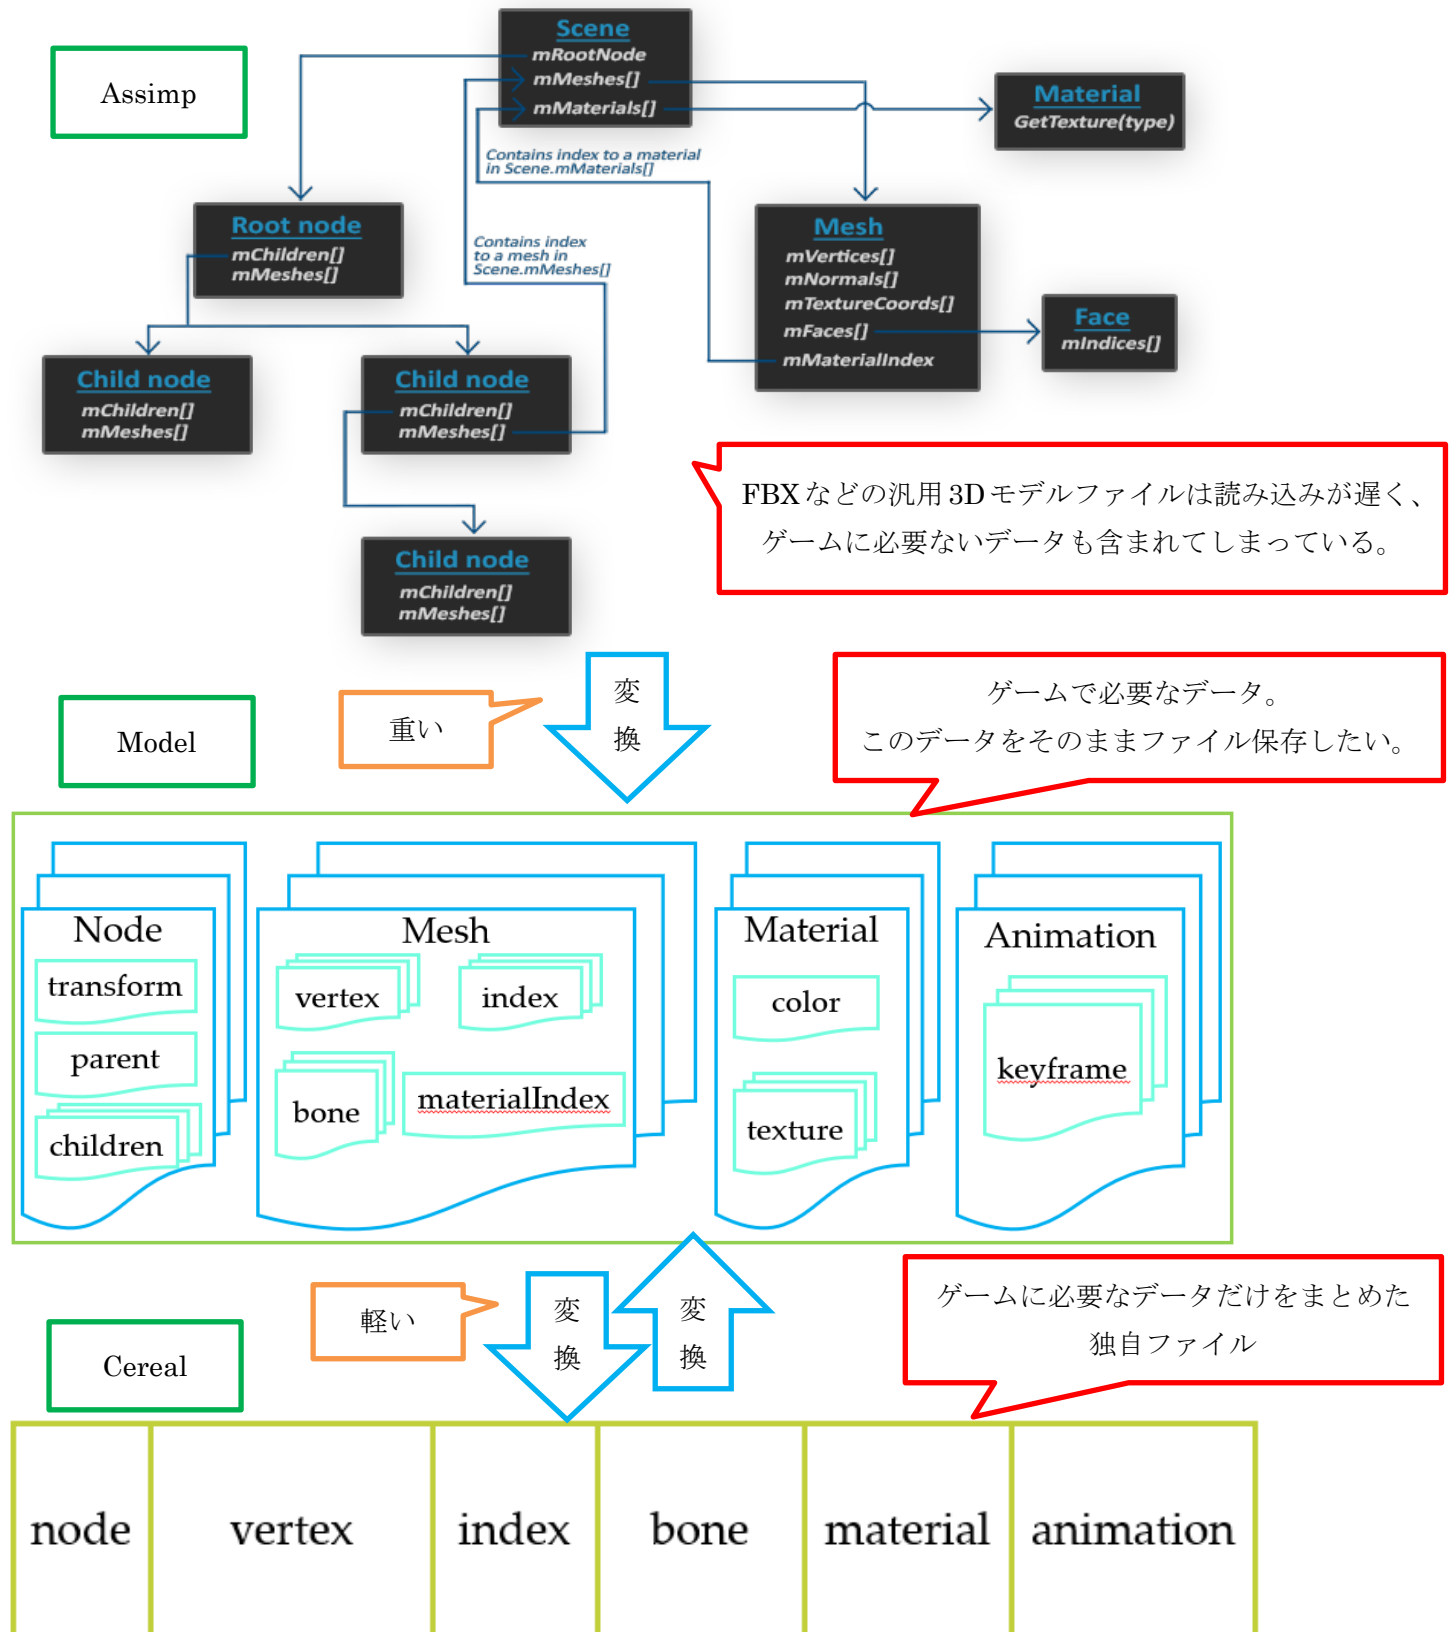 Assimp
Scene
mRootNode
mMeshes[]
mMaterials[]
Material
GetTexture(type)
Contains index to a material
in Scene.mMaterials[]
Root node
mChildren[]
mMeshes[]
Contains index
to a mesh in
Scene.mMeshes[]
Mesh
mVertices[]
mNormals[]
mTextureCoords[]
mFaces[]
mMaterialIndex
Face
mIndices[]
Child node
mChildren[]
mMeshes[]
Child node
mChildren[]
mMeshes[]
Child node
mChildren[]
mMeshes[]
FBXなどの汎用3Dモデルファイルは読み込みが遅く、
ゲームに必要ないデータも含まれてしまっている。
Model
重い
変
換
ゲームで必要なデータ。
このデータをそのままファイル保存したい。
Node
transform
parent
children
Mesh
vertex
index
bone
materialIndex
Material
color
texture
Animation
keyframe
Cereal
軽い
変
換
変
換
ゲームに必要なデータだけをまとめた
独自ファイル
node
vertex
index
bone
material
animation